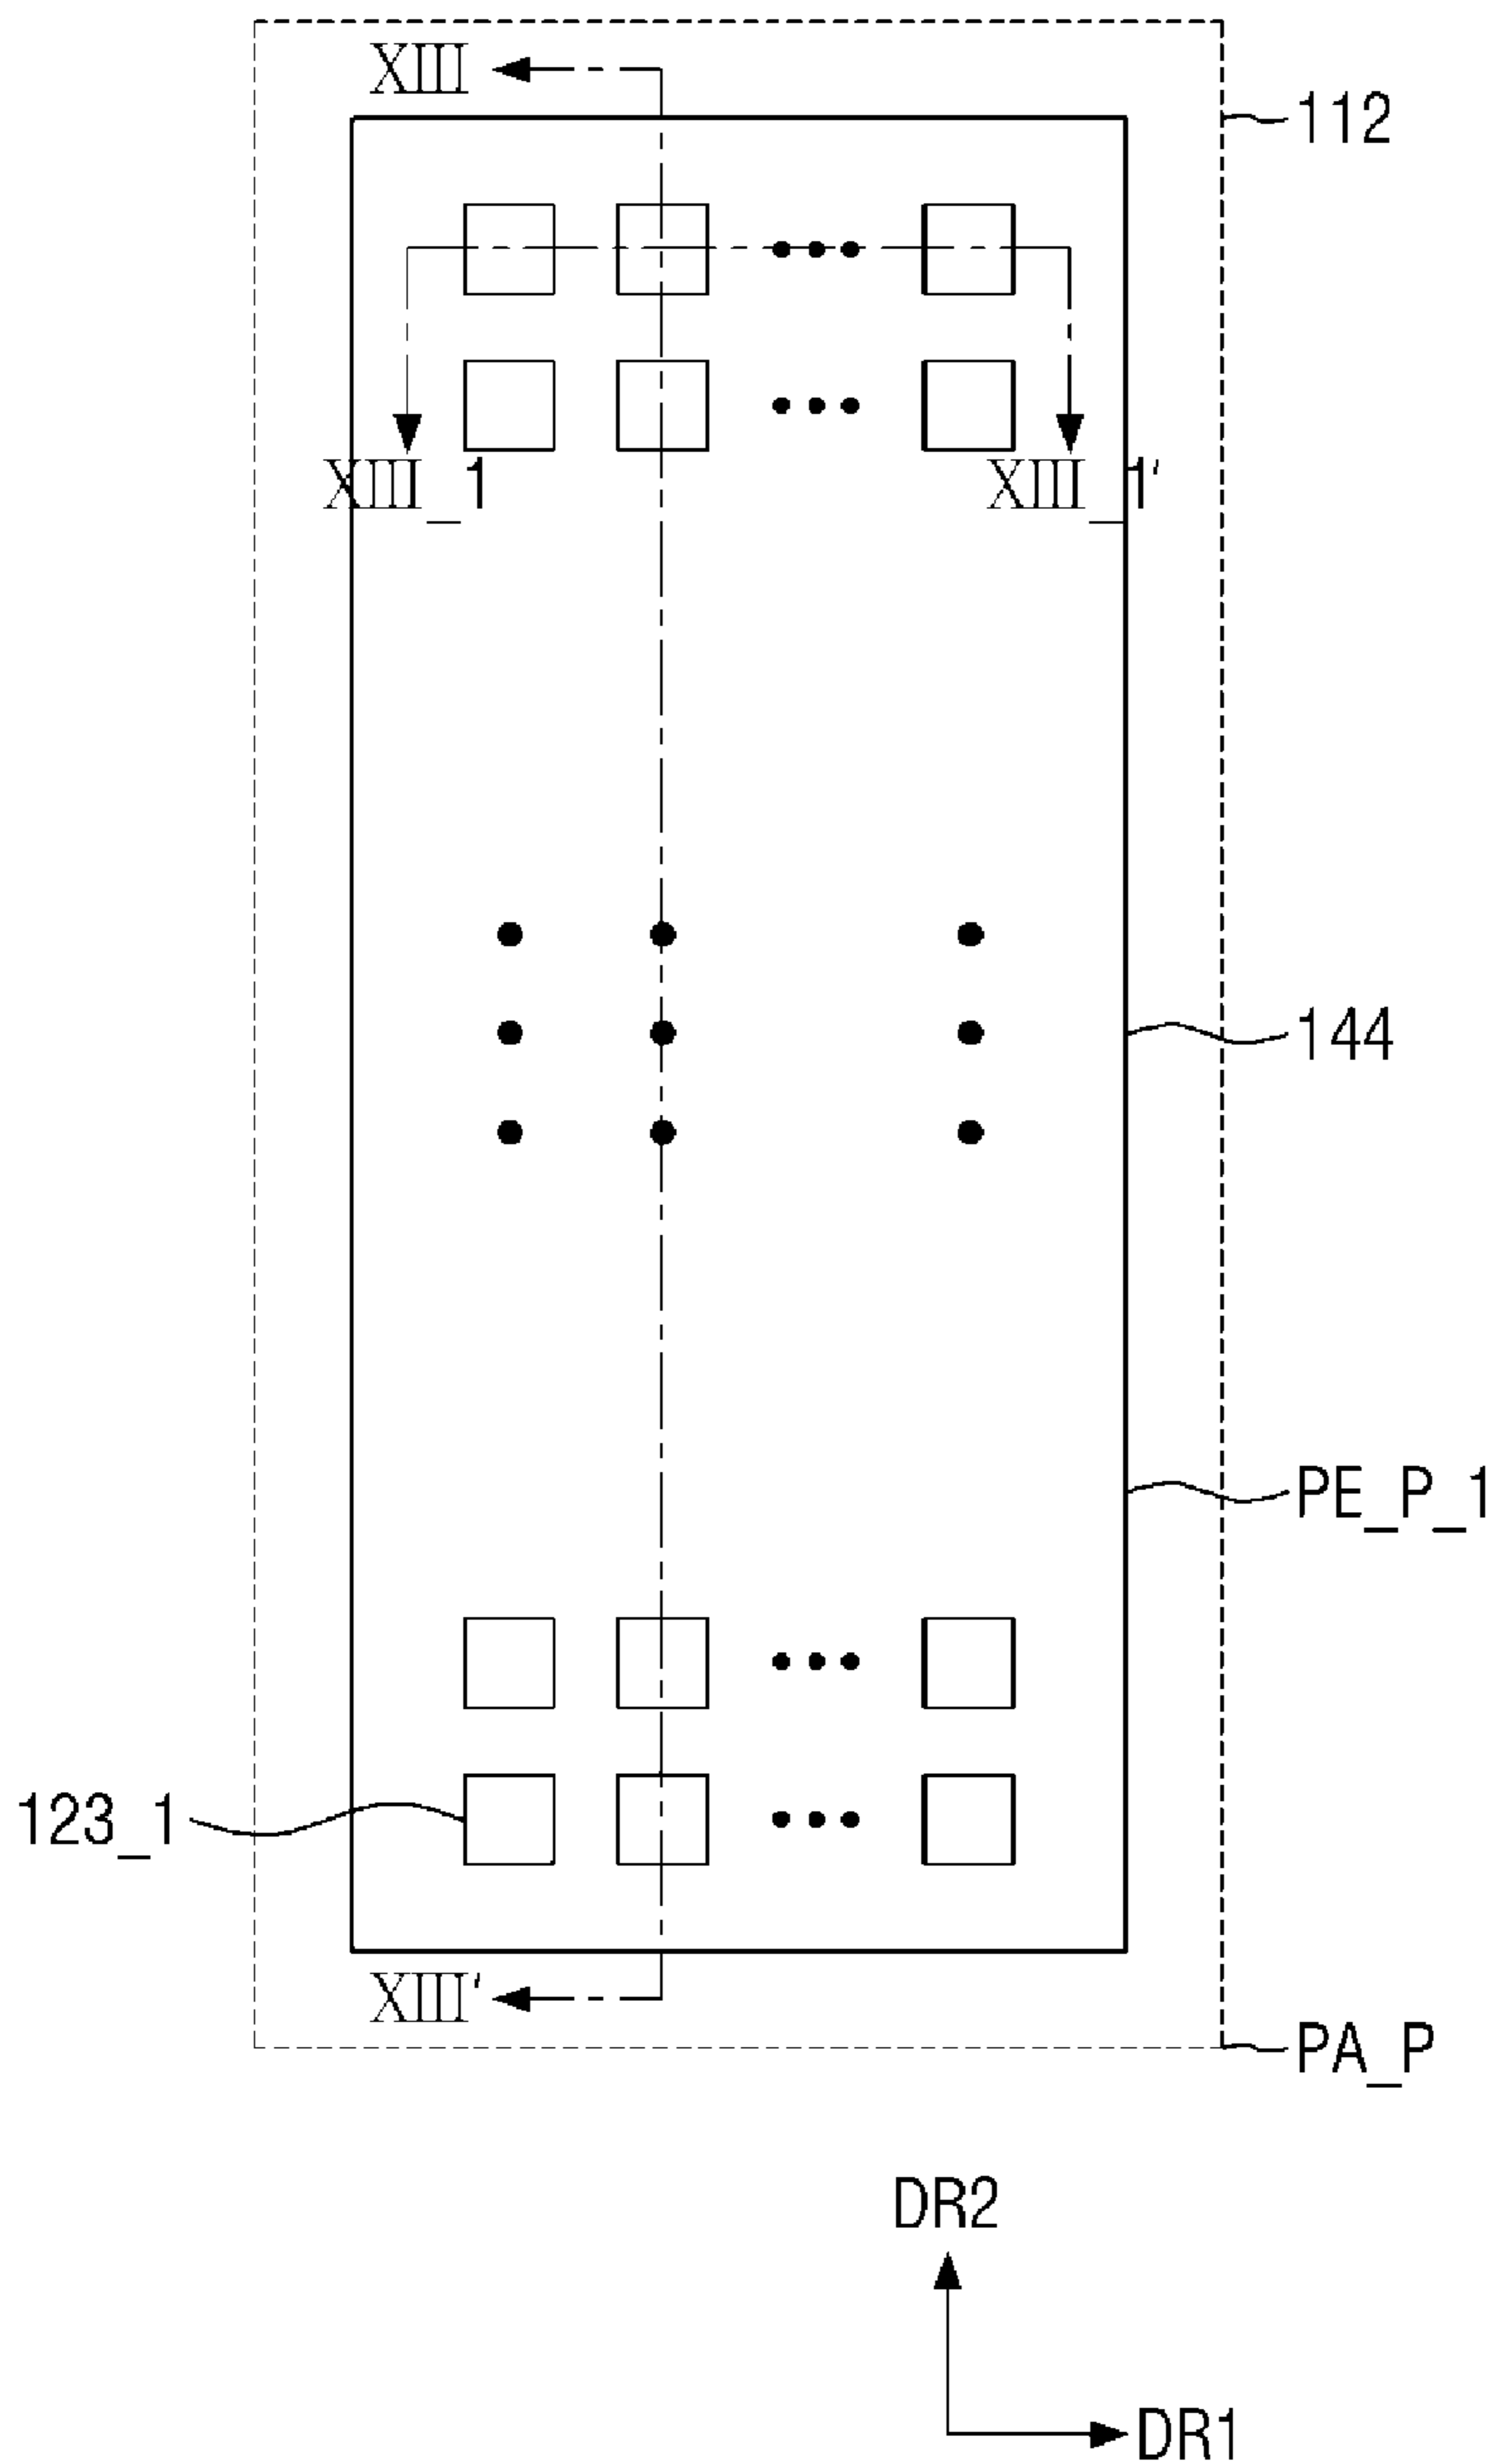 XIII
112
XIII_1
XIII_1'
144
PE_P_1
123_1
XIII'
PA_P
DR2
DR1